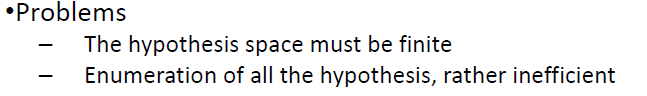 •Problems
– The hypothesis space must be finite
– Enumeration of all the hypothesis, rather inefficient